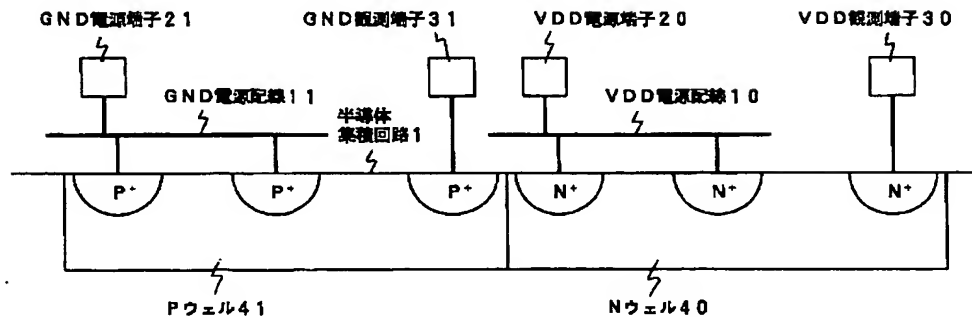 GND電源端子21
GND観測端子31
VDD電源端子20
VDD観測端子30
GND電源配線11
半導体
集積回路1
VDD電源配線10
P+
P+
P+
N+
N+
N+
Pウェル41
Nウェル40